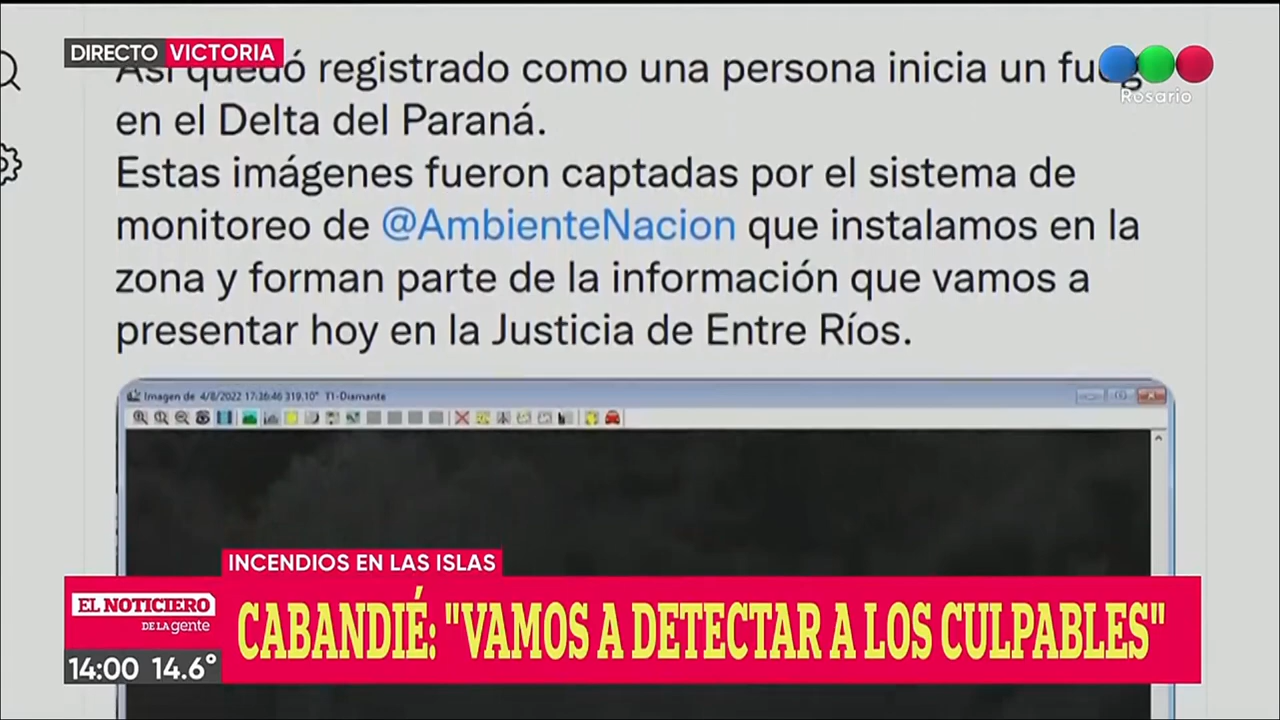 DIRECTO VICTORIA
Así quedó registrado como una persona inicia un fueg
Rosario
en el Delta del Paraná.
Estas imágenes fueron captadas por el sistema de
monitoreo de @AmbienteNacion que instalamos en la
zona y forman parte de la información que vamos a
presentar hoy en la Justicia de Entre Ríos.
Imagen de 4/8/2022 17:36:46 319.10° T1-Diamante
INCENDIOS EN LAS ISLAS
EL NOTICIERO
DE LA gente
CABANDIÉ: "VAMOS A DETECTAR A LOS CULPABLES"
14:00 14.6°